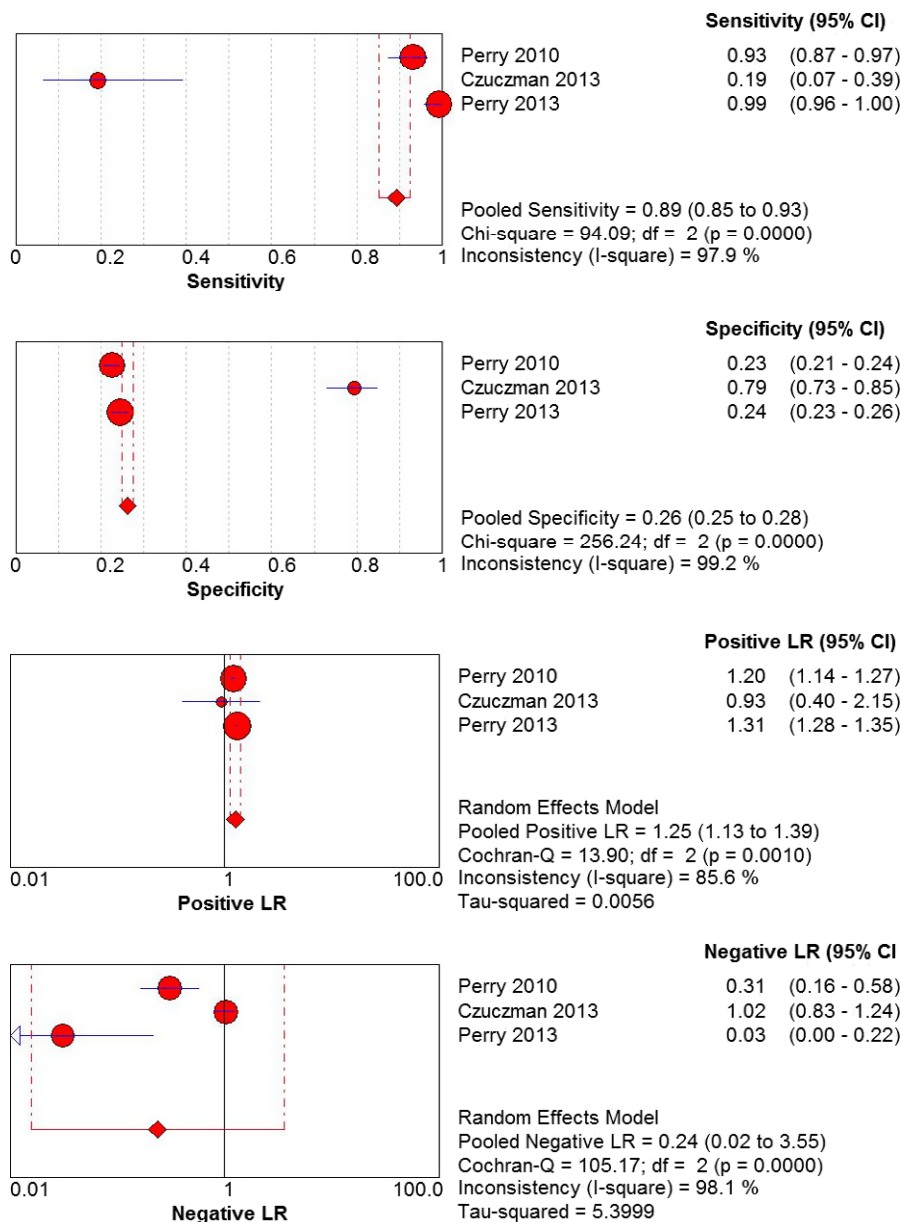 Sensitivity (95% CI)
Perry 2010 0.93 (0.87 - 0.97)
Czuczman 2013 0.19 (0.07 - 0.39)
Perry 2013 0.99 (0.96 - 1.00)
Pooled Sensitivity = 0.89 (0.85 to 0.93)
Chi-square = 94.09; df = 2 (p = 0.0000)
Inconsistency (I-square) = 97.9 %
0 0.2 0.4 0.6 0.8 1
Sensitivity
Specificity (95% CI)
Perry 2010 0.23 (0.21 - 0.24)
Czuczman 2013 0.79 (0.73 - 0.85)
Perry 2013 0.24 (0.23 - 0.26)
Pooled Specificity = 0.26 (0.25 to 0.28)
Chi-square = 256.24; df = 2 (p = 0.0000)
Inconsistency (I-square) = 99.2 %
0 0.2 0.4 0.6 0.8 1
Specificity
Positive LR (95% CI)
Perry 2010 1.20 (1.14 - 1.27)
Czuczman 2013 0.93 (0.40 - 2.15)
Perry 2013 1.31 (1.28 - 1.35)
Random Effects Model
Pooled Positive LR = 1.25 (1.13 to 1.39)
Cochran-Q = 13.90; df = 2 (p = 0.0010)
Inconsistency (I-square) = 85.6 %
Tau-squared = 0.0056
0.01 1 100.0
Positive LR
Negative LR (95% CI
Perry 2010 0.31 (0.16 - 0.58)
Czuczman 2013 1.02 (0.83 - 1.24)
Perry 2013 0.03 (0.00 - 0.22)
Random Effects Model
Pooled Negative LR = 0.24 (0.02 to 3.55)
Cochran-Q = 105.17; df = 2 (p = 0.0000)
Inconsistency (I-square) = 98.1 %
Tau-squared = 5.3999
0.01 1 100.0
Negative LR